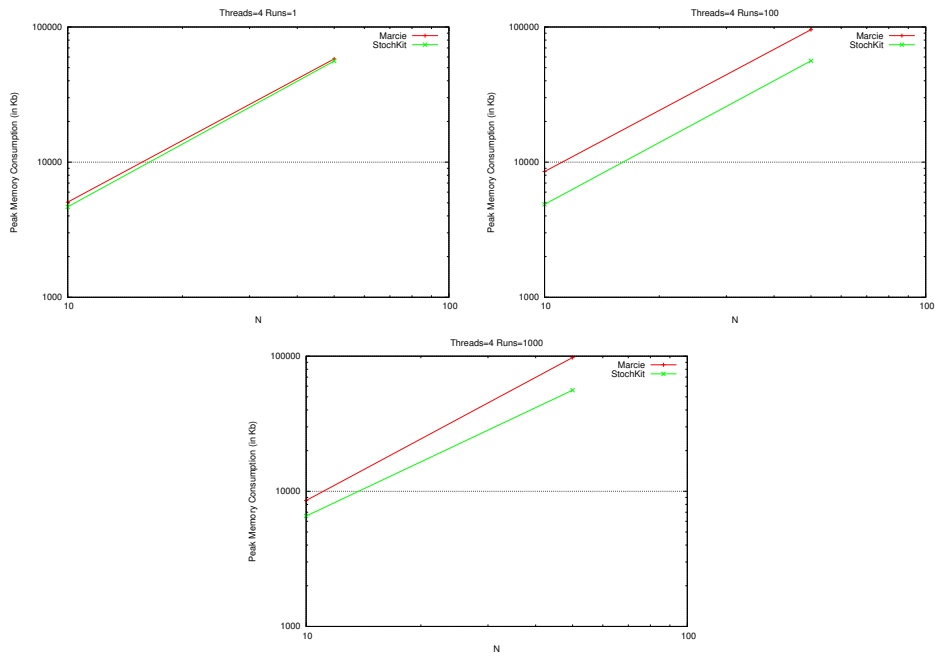 Threads=4 Runs=1
100000
Marcie
StochKit
10000
1000
10
100
Peak Memory Consumption (in Kb)
N
Threads=4 Runs=100
100000
Marcie
StochKit
10000
1000
10
100
Peak Memory Consumption (in Kb)
N
Threads=4 Runs=1000
100000
Marcie
StochKit
10000
1000
10
100
Peak Memory Consumption (in Kb)
N